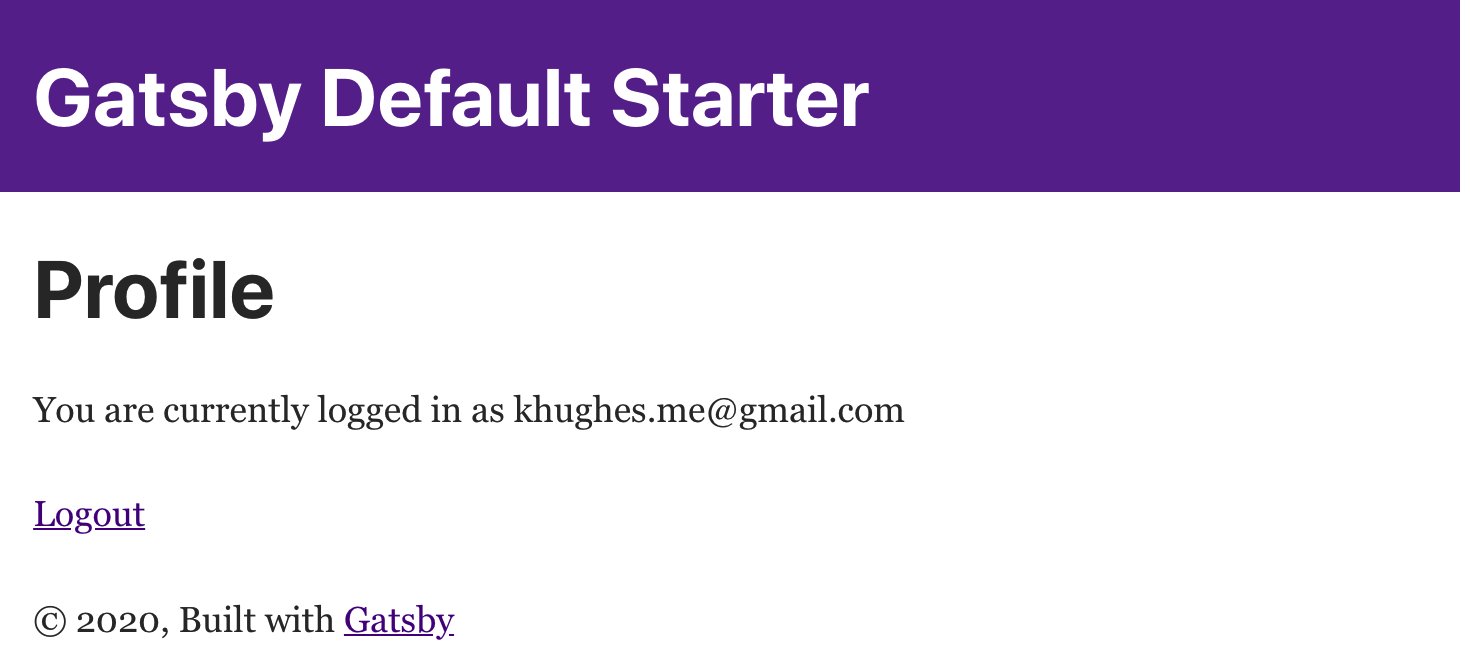 Gatsby Default Starter
Profile
You are currently logged in as khughes.me@gmail.com
Logout
© 2020, Built with Gatsby